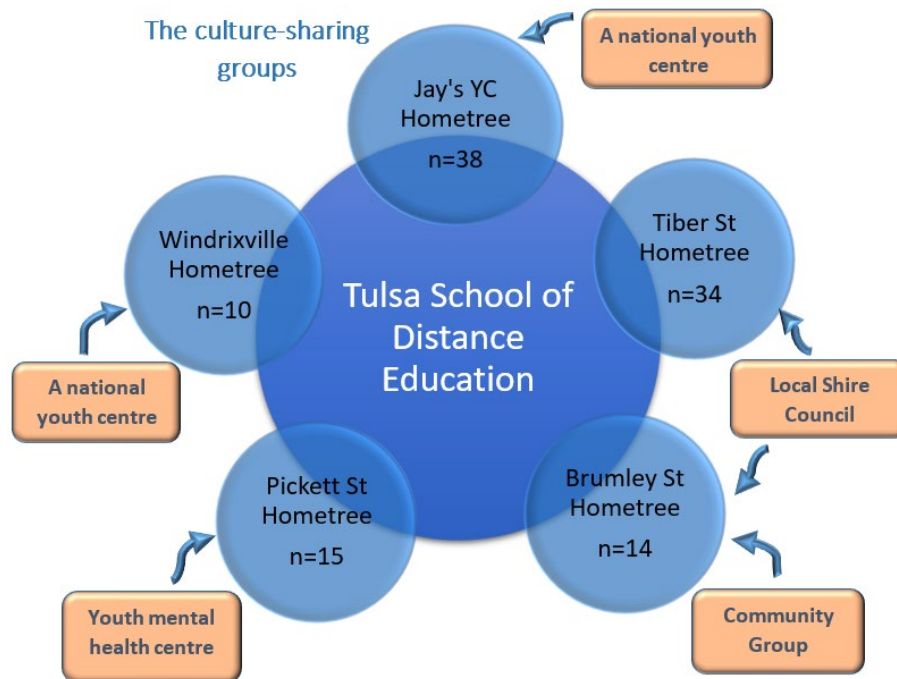 The culture-sharing
groups
A national youth
centre
Jay's YC
Hometree
n=38
Windrixville
Hometree
n=10
Tiber St
Hometree
n=34
Tulsa School of
Distance
Education
A national
youth centre
Local Shire
Council
Pickett St
Hometree
n=15
Brumley St
Hometree
n=14
Youth mental
health centre
Community
Group